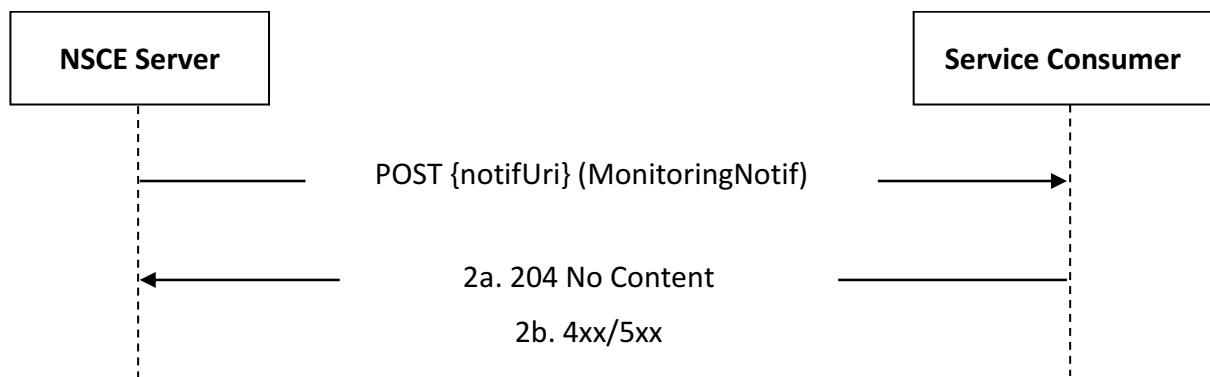 NSCE Server
Service Consumer
POST {notifUri} (MonitoringNotif)
2a. 204 No Content
2b. 4xx/5xx